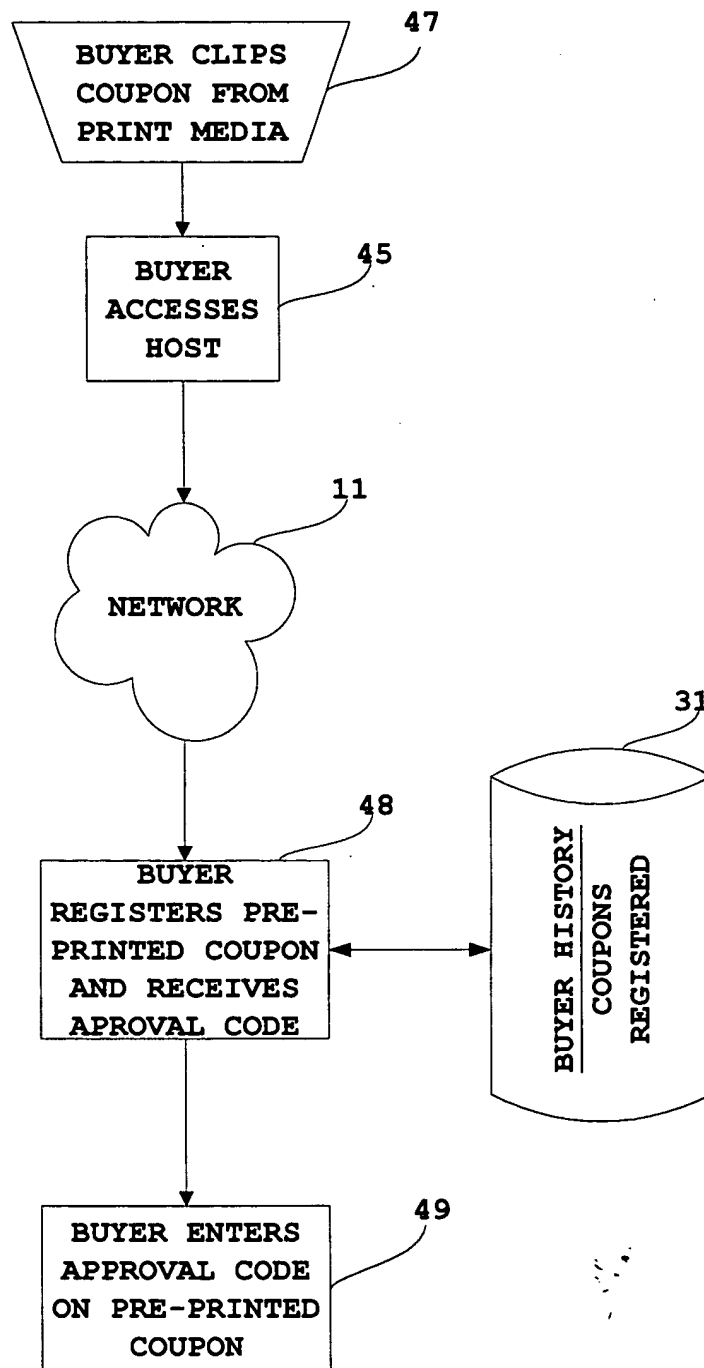 47
BUYER CLIPS
COUPON FROM
PRINT MEDIA
45
BUYER
ACCESSES
HOST
11
NETWORK
31
48
BUYER
REGISTERS PRE-
PRINTED COUPON
AND RECEIVES
APROVAL CODE
BUYER HISTORY
COUPONS
REGISTERED
49
BUYER ENTERS
APPROVAL CODE
ON PRE-PRINTED
COUPON